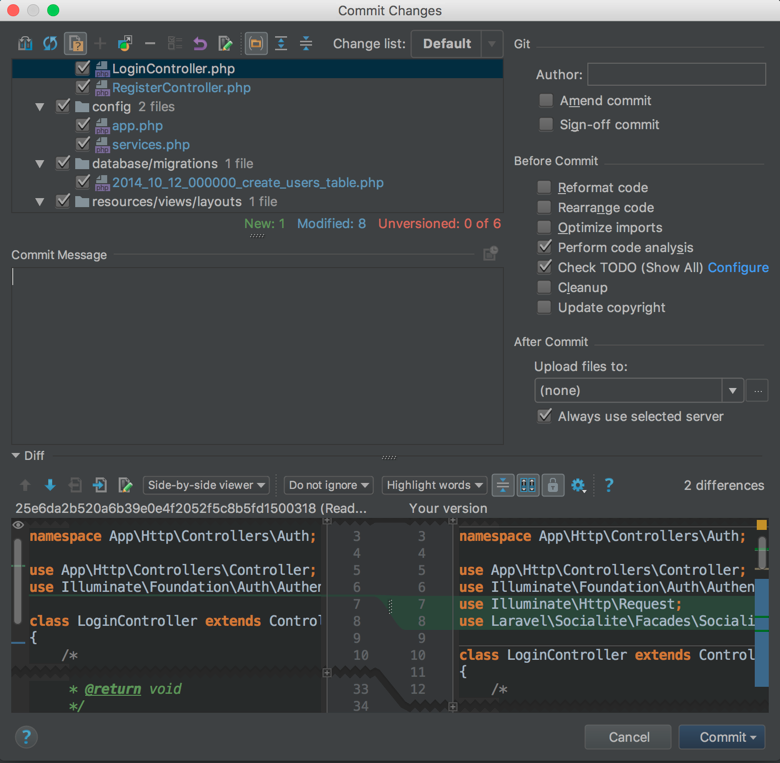 Commit Changes
Change list: Default
LoginController.php
RegisterController.php
config 2 files
app.php
services.php
database/migrations 1 file
2014_10_12_000000_create_users_table.php
resources/views/layouts 1 file
New: 1 Modified: 8 Unversioned: 0 of 6
Commit Message
Git
Author:
Amend commit
Sign-off commit
Before Commit
Reformat code
Rearrange code
Optimize imports
Perform code analysis
Check TODO (Show All) Configure
Cleanup
Update copyright
After Commit
Upload files to:
(none)
...
Always use selected server
Diff
Side-by-side viewer Do not ignore Highlight words ? 2 differences
25e6da2b520a6b39e0e4f2052f5c8b5fd1500318 (Read... Your version
namespace App\Http\Controllers\Auth; 3 3 namespace App\Http\Controllers\Auth;
4 4
use App\Http\Controllers\Controller; 5 5 use App\Http\Controllers\Controller;
use Illuminate\Foundation\Auth\Authen 6 6 use Illuminate\Foundation\Auth\Authen
7 7 use Illuminate\Http\Request;
class LoginController extends Control 8 8 use Laravel\Socialite\Facades\Sociali
{ 9 9
/* 10 10 class LoginController extends Control
11 {
* @return void 33 12 /*
*/ 34
? Cancel Commit